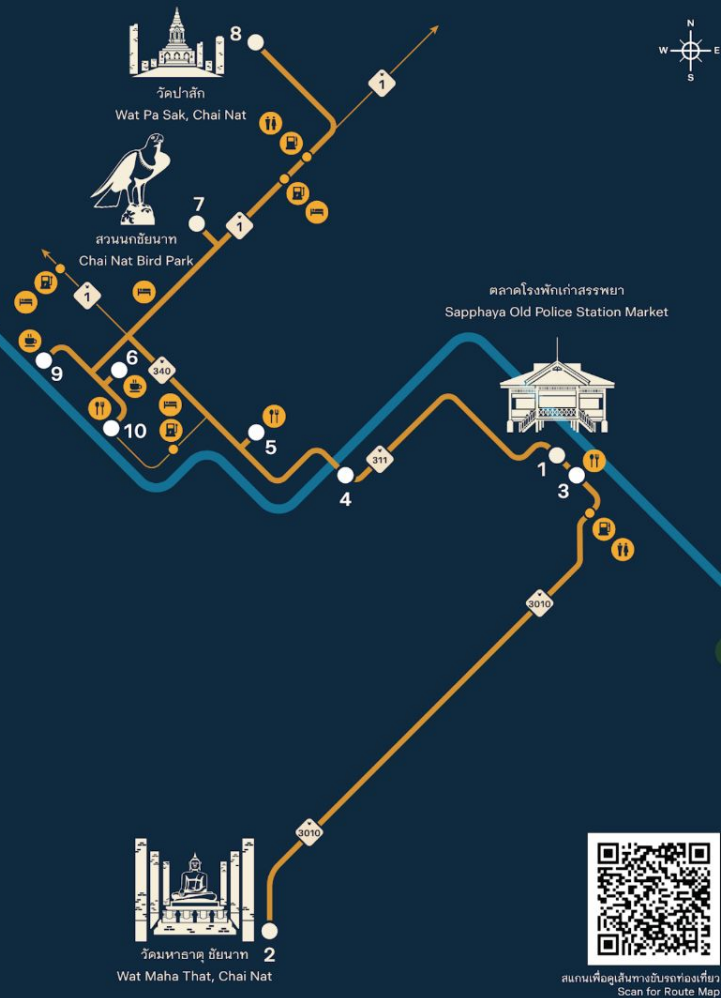 N
W
E
S
8
1
วัดปาสัก
Wat Pa Sak, Chai Nat
7
1
สวนนกชัยนาท
Chai Nat Bird Park
1
ตลาดโรงพักเก่าสรรพยา
Sapphaya Old Police Station Market
9
6
340
10
5
4
311
1
3
3010
3010
วัดมหาธาตุ ชัยนาท
2
Wat Maha That, Chai Nat
สแกนเพื่อดูเส้นทางขับรถท่องเที่ยว
Scan for Route Map